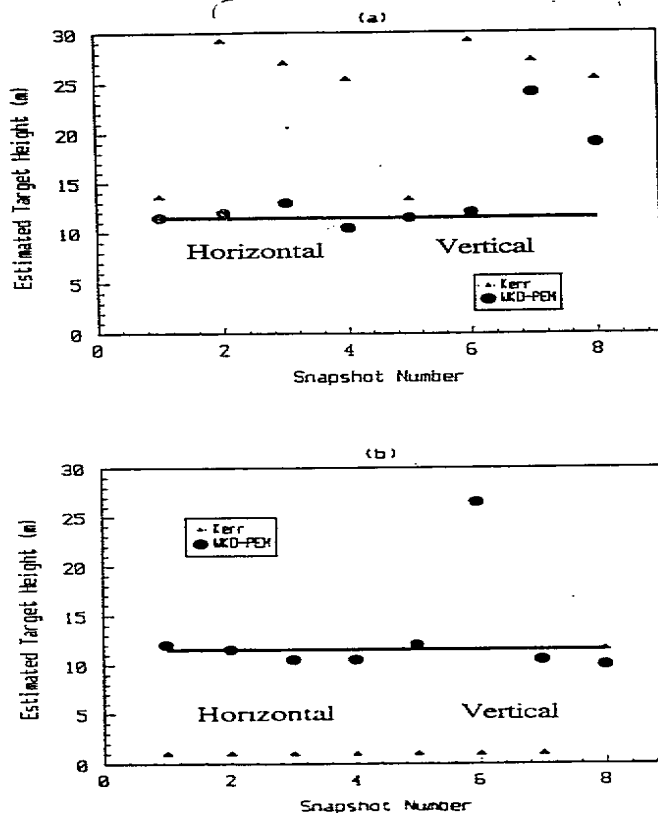 (a)
30
25
20
15
10
5
0
Estimated Target Height (m)
Horizontal Vertical
Kerr
WKD-PEM
0 2 4 6 8
Snapshot Number
(b)
30
25
20
15
10
5
0
Estimated Target Height (m)
Kerr
WKD-PEM
Horizontal Vertical
0 2 4 6 8
Snapshot Number